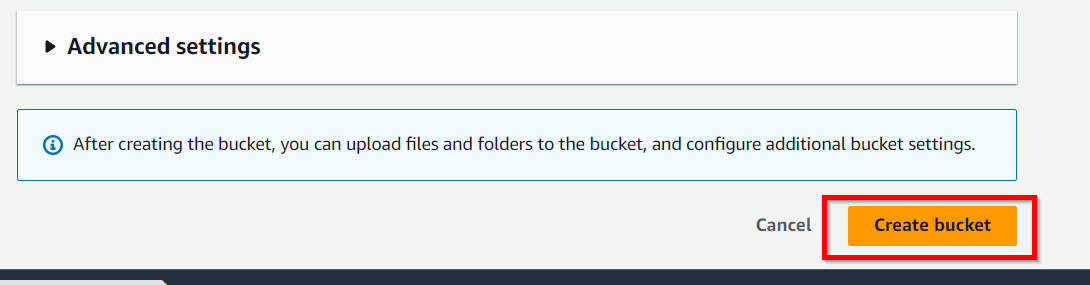 Advanced settings
After creating the bucket, you can upload files and folders to the bucket, and configure additional bucket settings.
Cancel
Create bucket